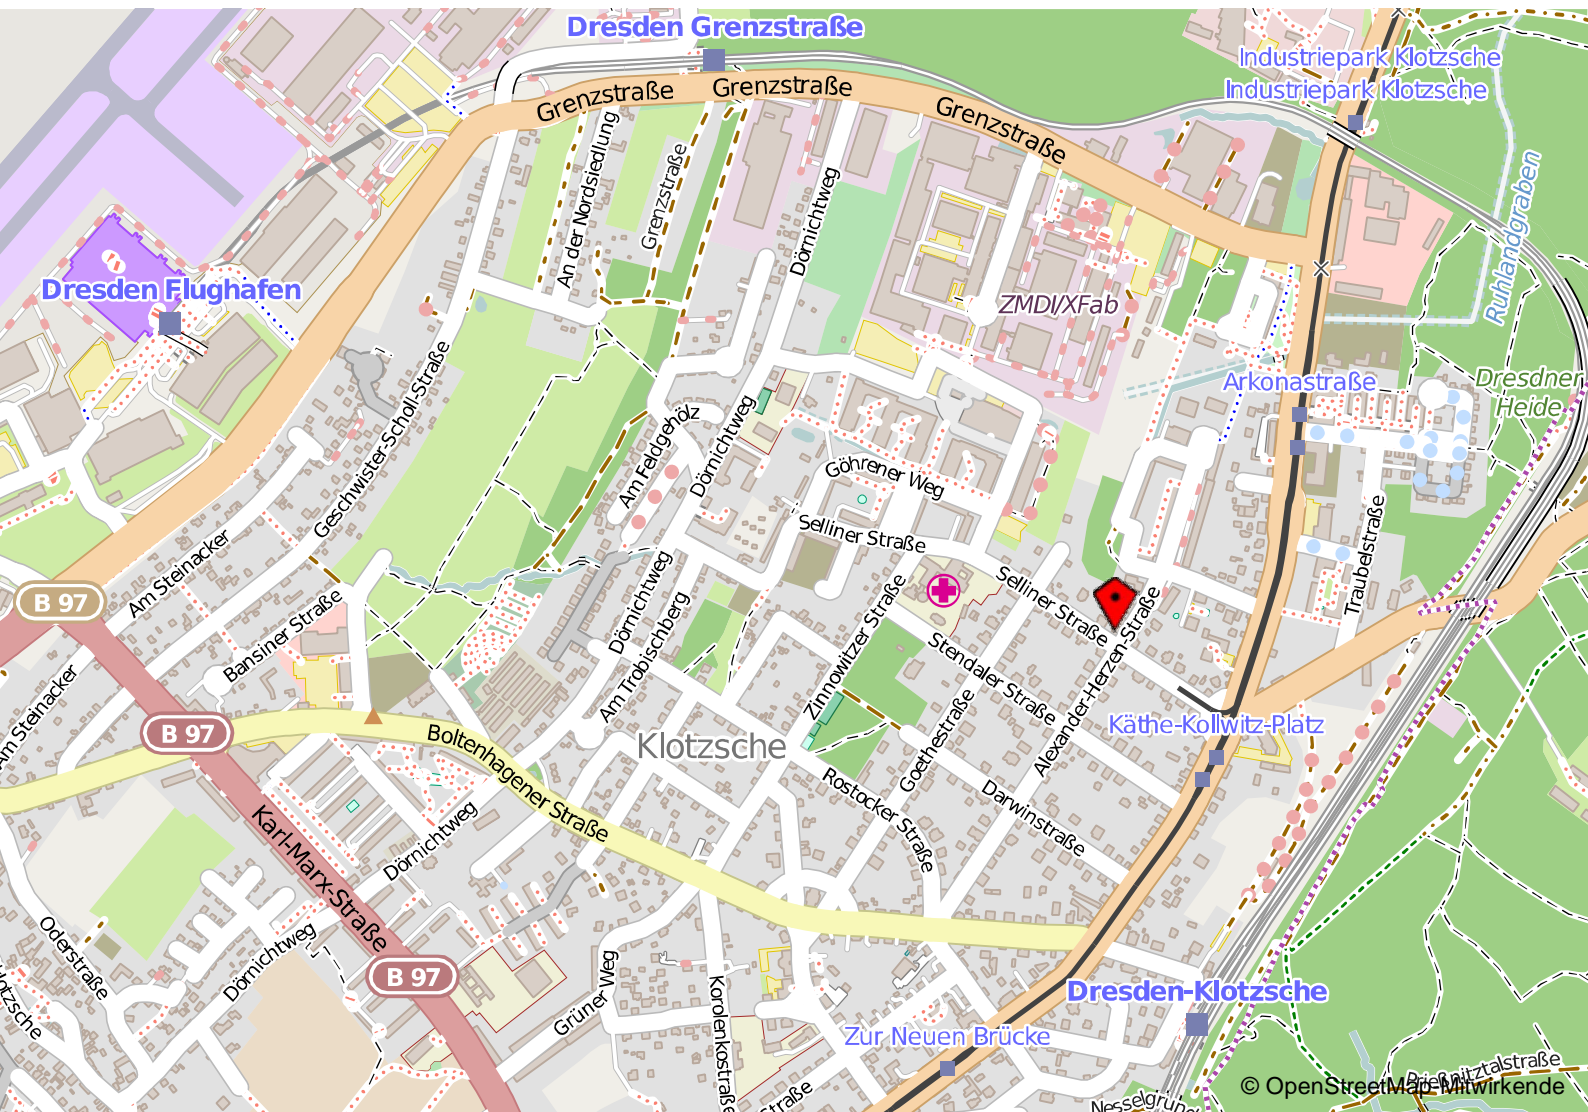 Dresden Grenzstraße
Industriepark Klotzsche
Industriepark Klotzsche
Grenzstraße
Grenzstraße
Grenzstraße
An der Nordsiedlung
Grenzstraße
Dörnichtweg
Ruhlandgraben
Dresden Flughafen
ZMDI/XFab
Arkonastraße
Dresdner
Heide
Geschwister-Scholl-Straße
Am Feldgehölz
Dörnichtweg
Göhrener Weg
Selliner Straße
Am Steinacker
Traubelstraße
B 97
Bansiner Straße
Dörnichtweg
Selliner Straße
Am Trobischberg
Zinnowitzer Straße
Stendaler Straße
Alexander-Herzen-Straße
Am Steinacker
B 97
Boltenhagener Straße
Klotzsche
Goethestraße
Käthe-Kollwitz-Platz
Rostocker Straße
Darwinstraße
Karl-Marx-Straße
Dörnichtweg
Oderstraße
Dörnichtweg
B 97
Grüner Weg
Korolenkostraße
Dresden-Klotzsche
Zur Neuen Brücke
Prießnitztalstraße
© OpenStreetMap-Mitwirkende